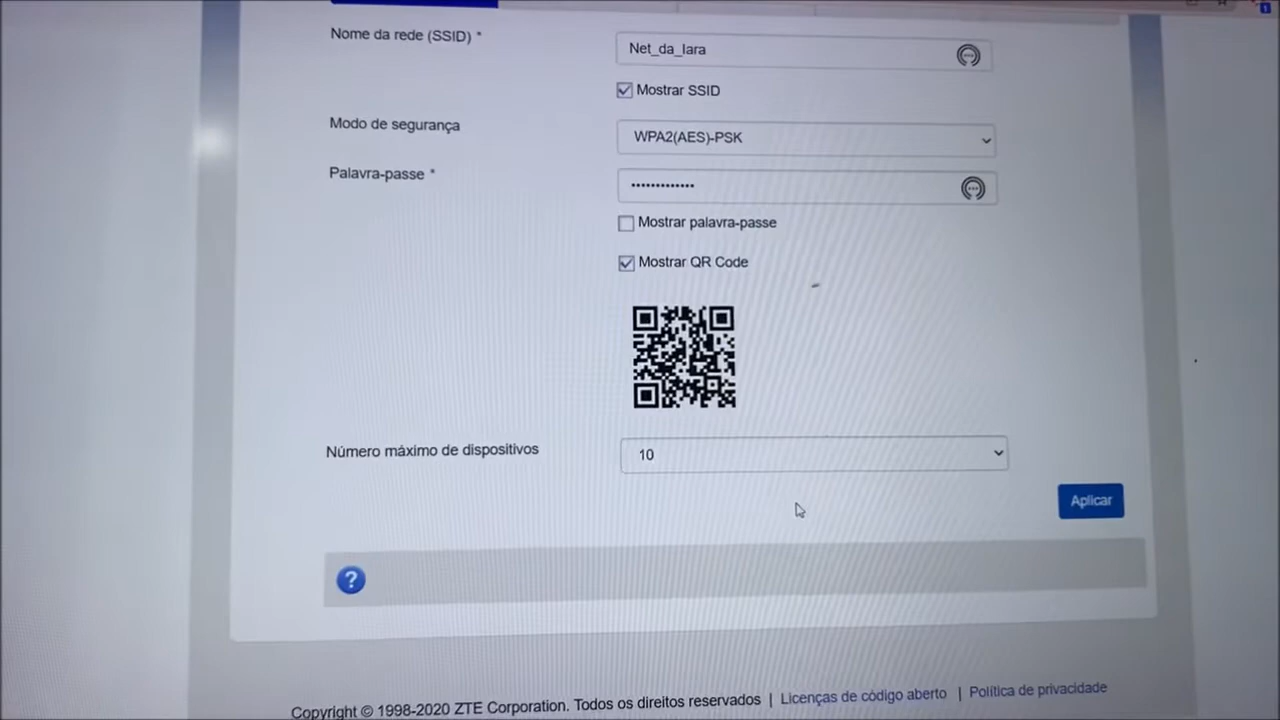 Nome da rede (SSID) *
Net_da_Iara
Mostrar SSID
Modo de segurança
WPA2(AES)-PSK
Palavra-passe *
•••••••••••••
Mostrar palavra-passe
Mostrar QR Code
Número máximo de dispositivos
10
Aplicar
?
Copyright © 1998-2020 ZTE Corporation. Todos os direitos reservados | Licenças de código aberto | Política de privacidade